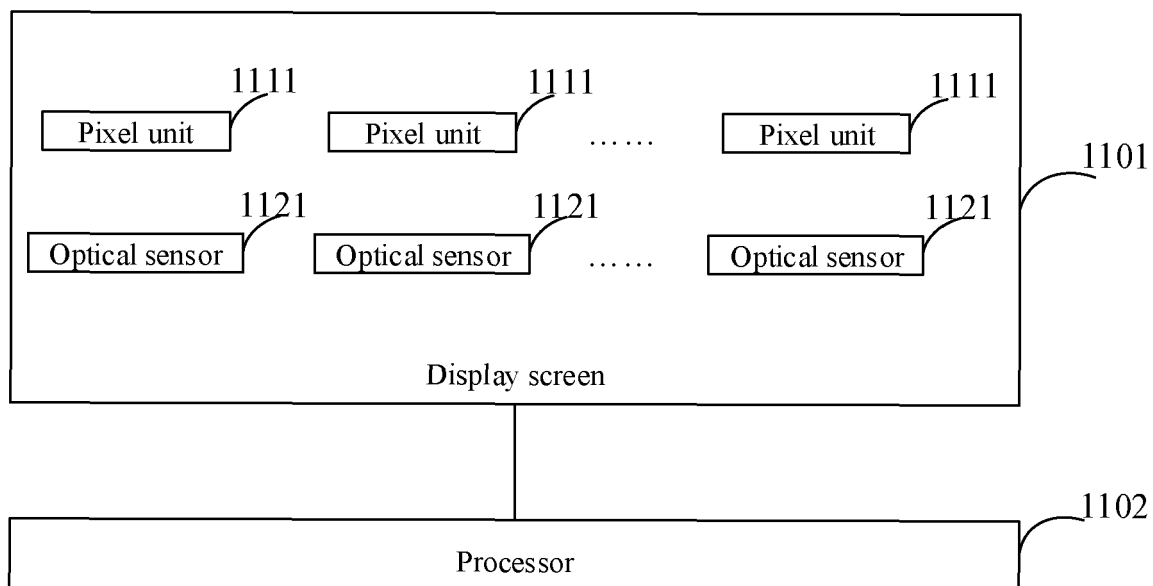 1111 1111 1111
Pixel unit Pixel unit …… Pixel unit
1101
1121 1121 1121
Optical sensor Optical sensor …… Optical sensor
Display screen
1102
Processor